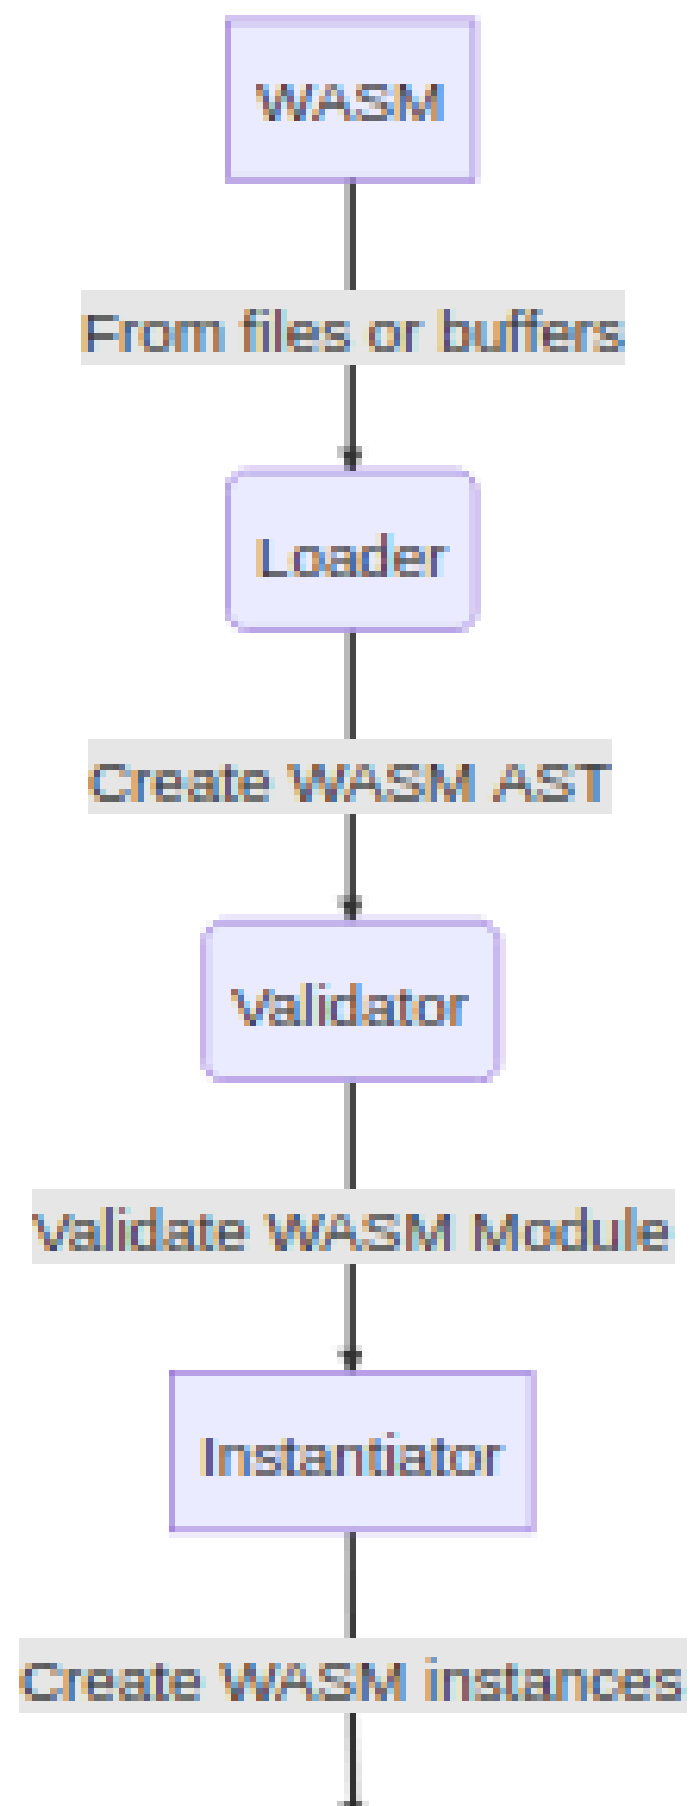 WASM
From files or buffers
Loader
Create WASM AST
Validator
Validate WASM Module
Instantiator
Create WASM instances